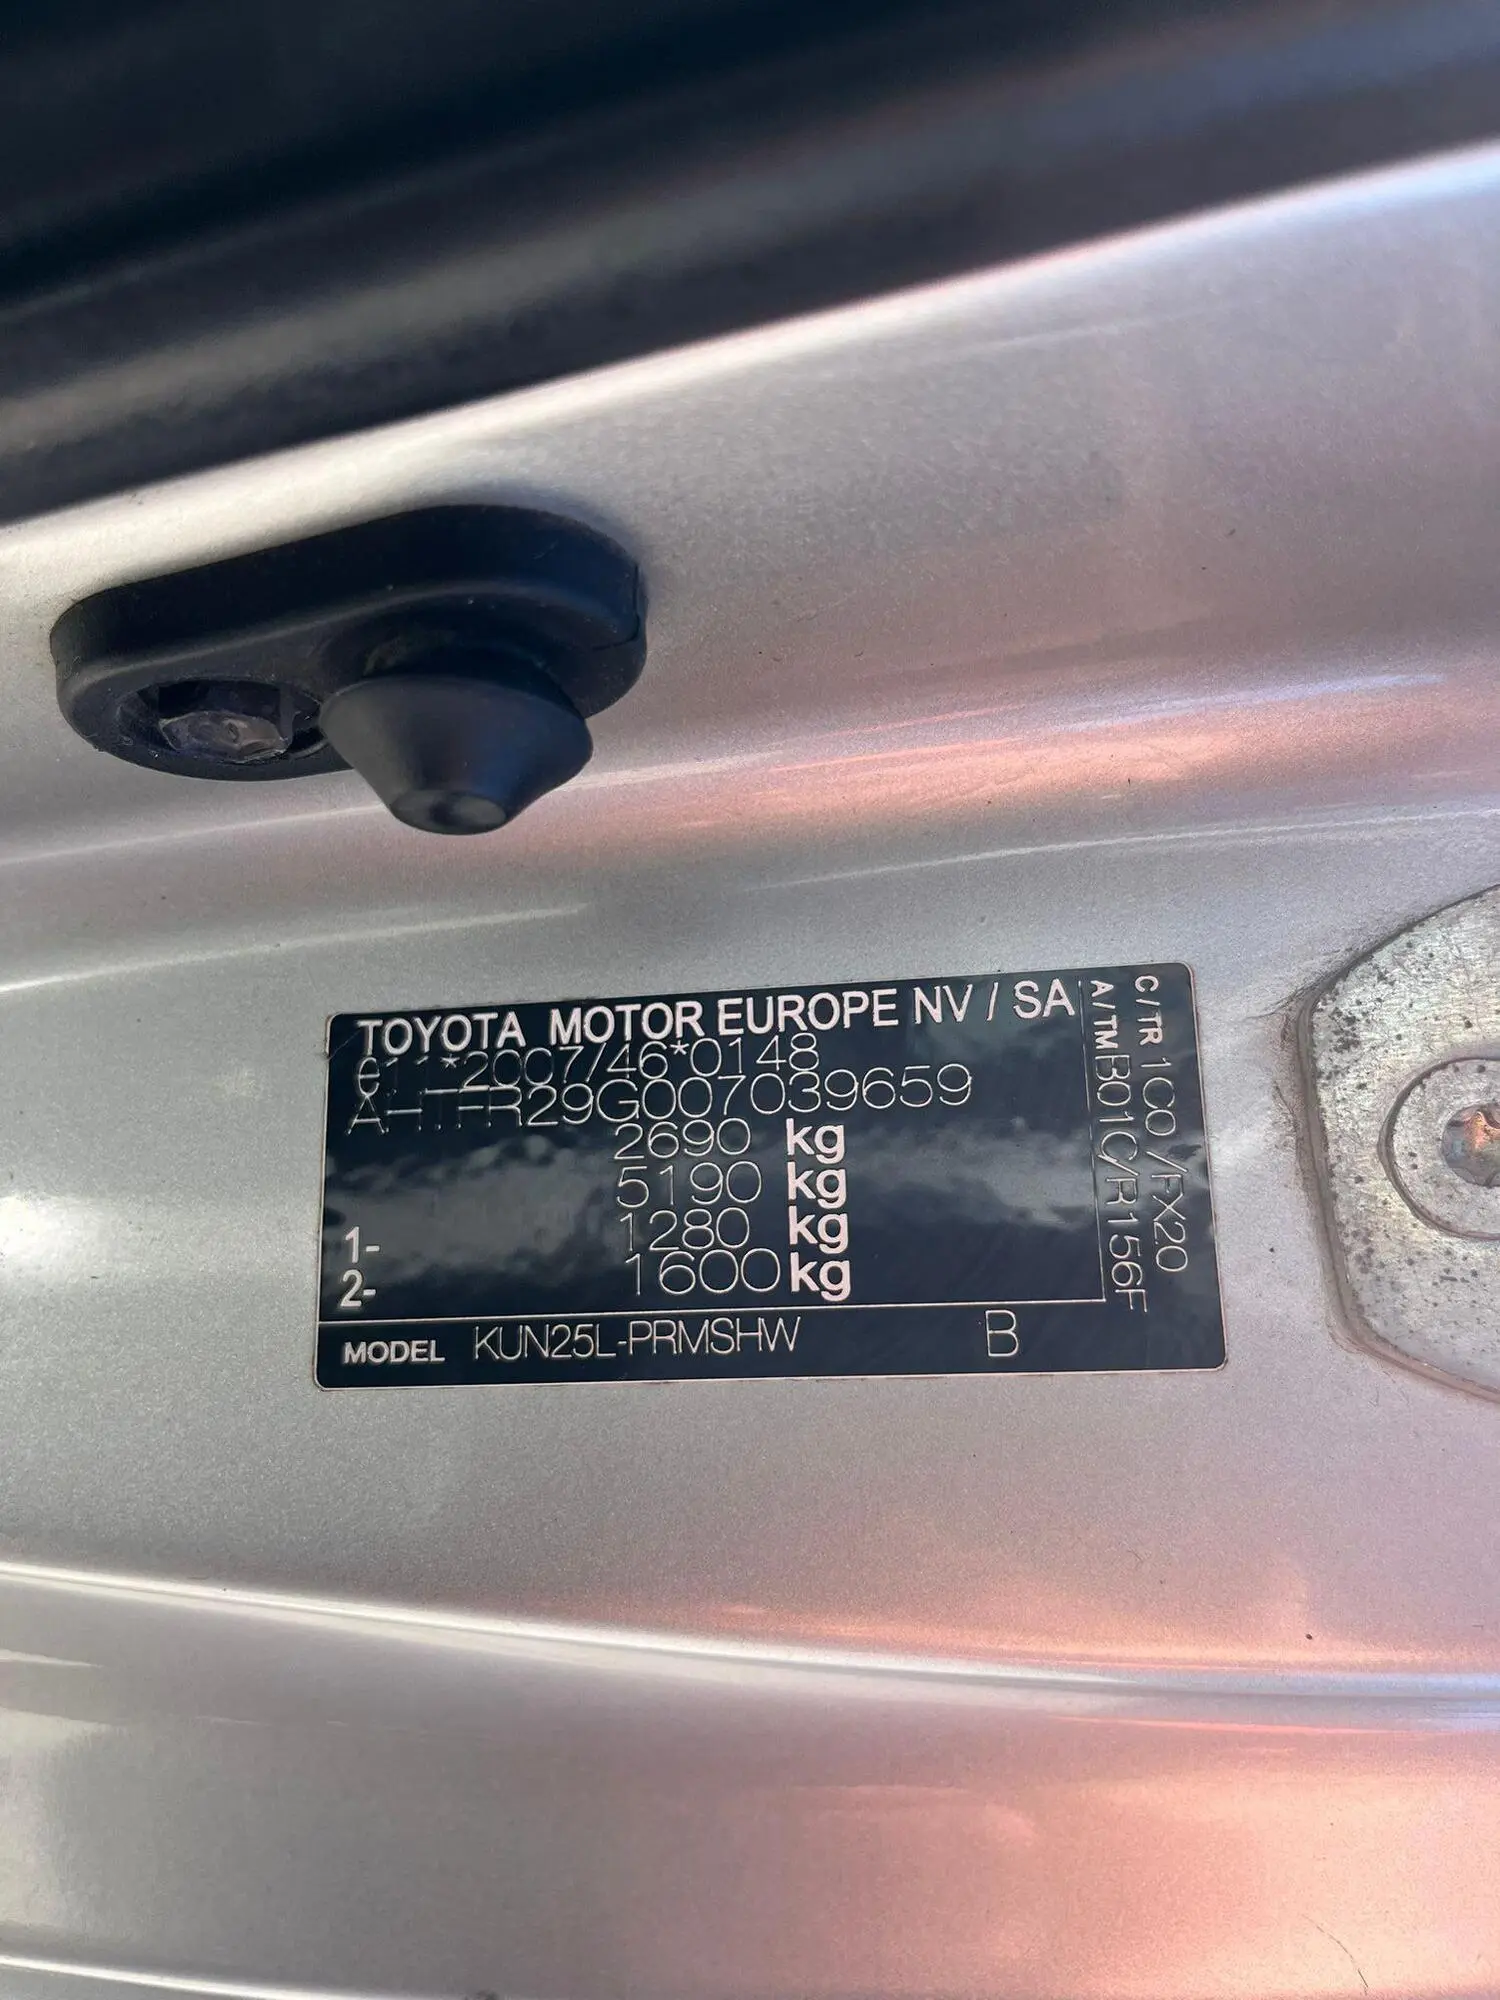 TOYOTA MOTOR EUROPE NV / SA
e11*2007/46*0148
AHTFR29G007039659
2690 kg
5190 kg
1- 1280 kg
2- 1600 kg
MODEL KUN25L-PRMSHW B
C/TR 1C0/FX20
A/TM B01C/R156F